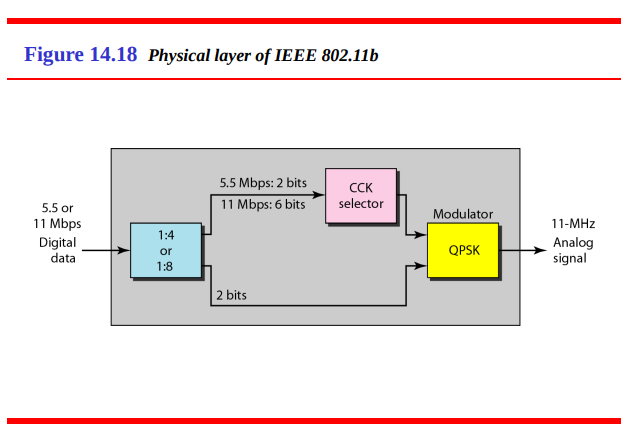 Figure 14.18 Physical layer of IEEE 802.11b
5.5 or
11 Mbps
Digital
data
1:4
or
1:8
5.5 Mbps: 2 bits
11 Mbps: 6 bits
2 bits
CCK
selector
Modulator
QPSK
11-MHz
Analog
signal